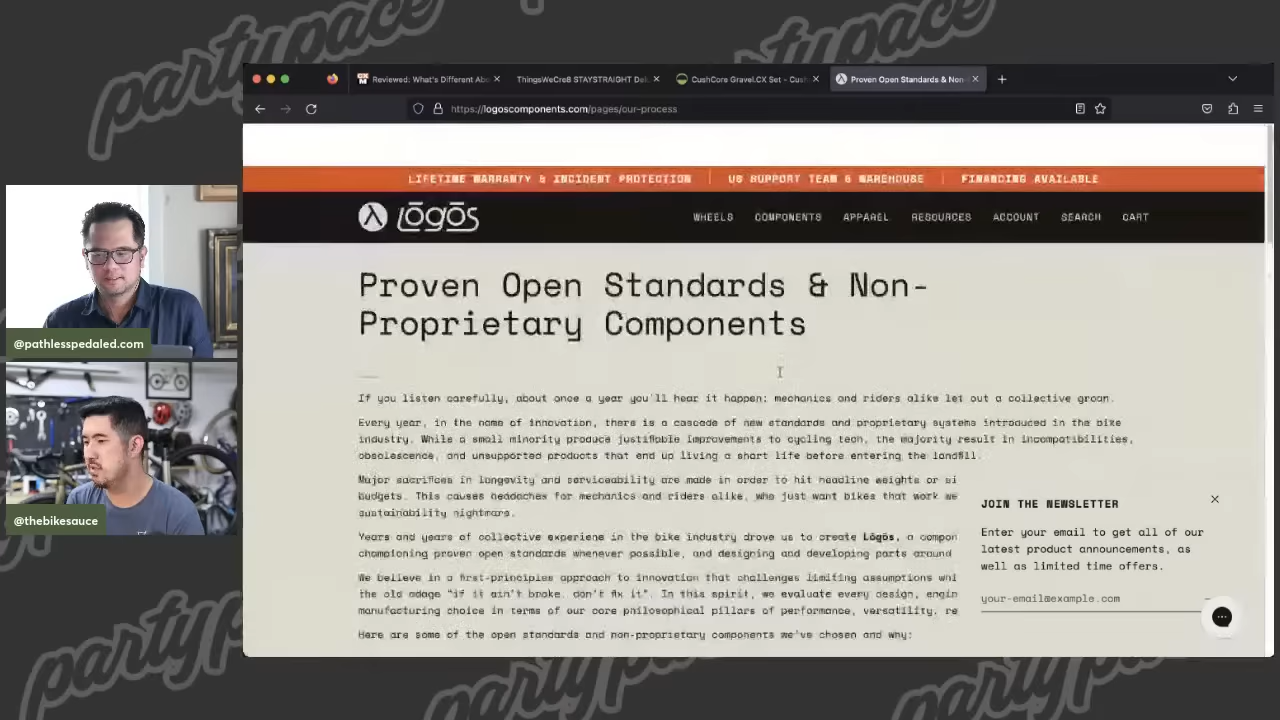 partypace
Reviewed: What's Different Abo
ThingsWeCre8 STAYSTRAIGHT Del
CushCore Gravel.CX Set - Cush
Proven Open Standards & Non-
https://logoscomponents.com/pages/our-process
LIFETIME WARRANTY & INCIDENT PROTECTION
US SUPPORT TEAM & WAREHOUSE
FINANCING AVAILABLE
lōgōs
WHEELS
COMPONENTS
APPAREL
RESOURCES
ACCOUNT
SEARCH
CART
Proven Open Standards & Non-
Proprietary Components
If you listen carefully, about once a year you'll hear it happen; mechanics and riders alike let out a collective groan.
Every year, in the name of innovation, there is a cascade of new standards and proprietary systems introduced in the bike
industry. While a small minority produce justifiable improvements to cycling tech, the majority result in incompatibilities,
obsolescence, and unsupported products that end up living a short life before entering the landfill.
Major sacrifices in longevity and serviceability are made in order to hit headline weights or si
budgets. This causes headaches for mechanics and riders alike, who just want bikes that work we
sustainability nightmare.
Years and years of collective experiene in the bike industry drove us to create Lōgōs, a compon
championing proven open standards whenever possible, and designing and developing parts around
We believe in a first-principles approach to innovation that challenges limiting assumptions whi
the old adage "if it ain't broke, don't fix it". In this spirit, we evaluate every design, engin
manufacturing choice in terms of our core philosophical pillars of performance, versatility, re
Here are some of the open standards and non-proprietary components we've chosen and why:
JOIN THE NEWSLETTER
Enter your email to get all of our
latest product announcements, as
well as limited time offers.
your-email@example.com
@pathlesspedaled.com
@thebikesauce
partypace
partypace
partypace